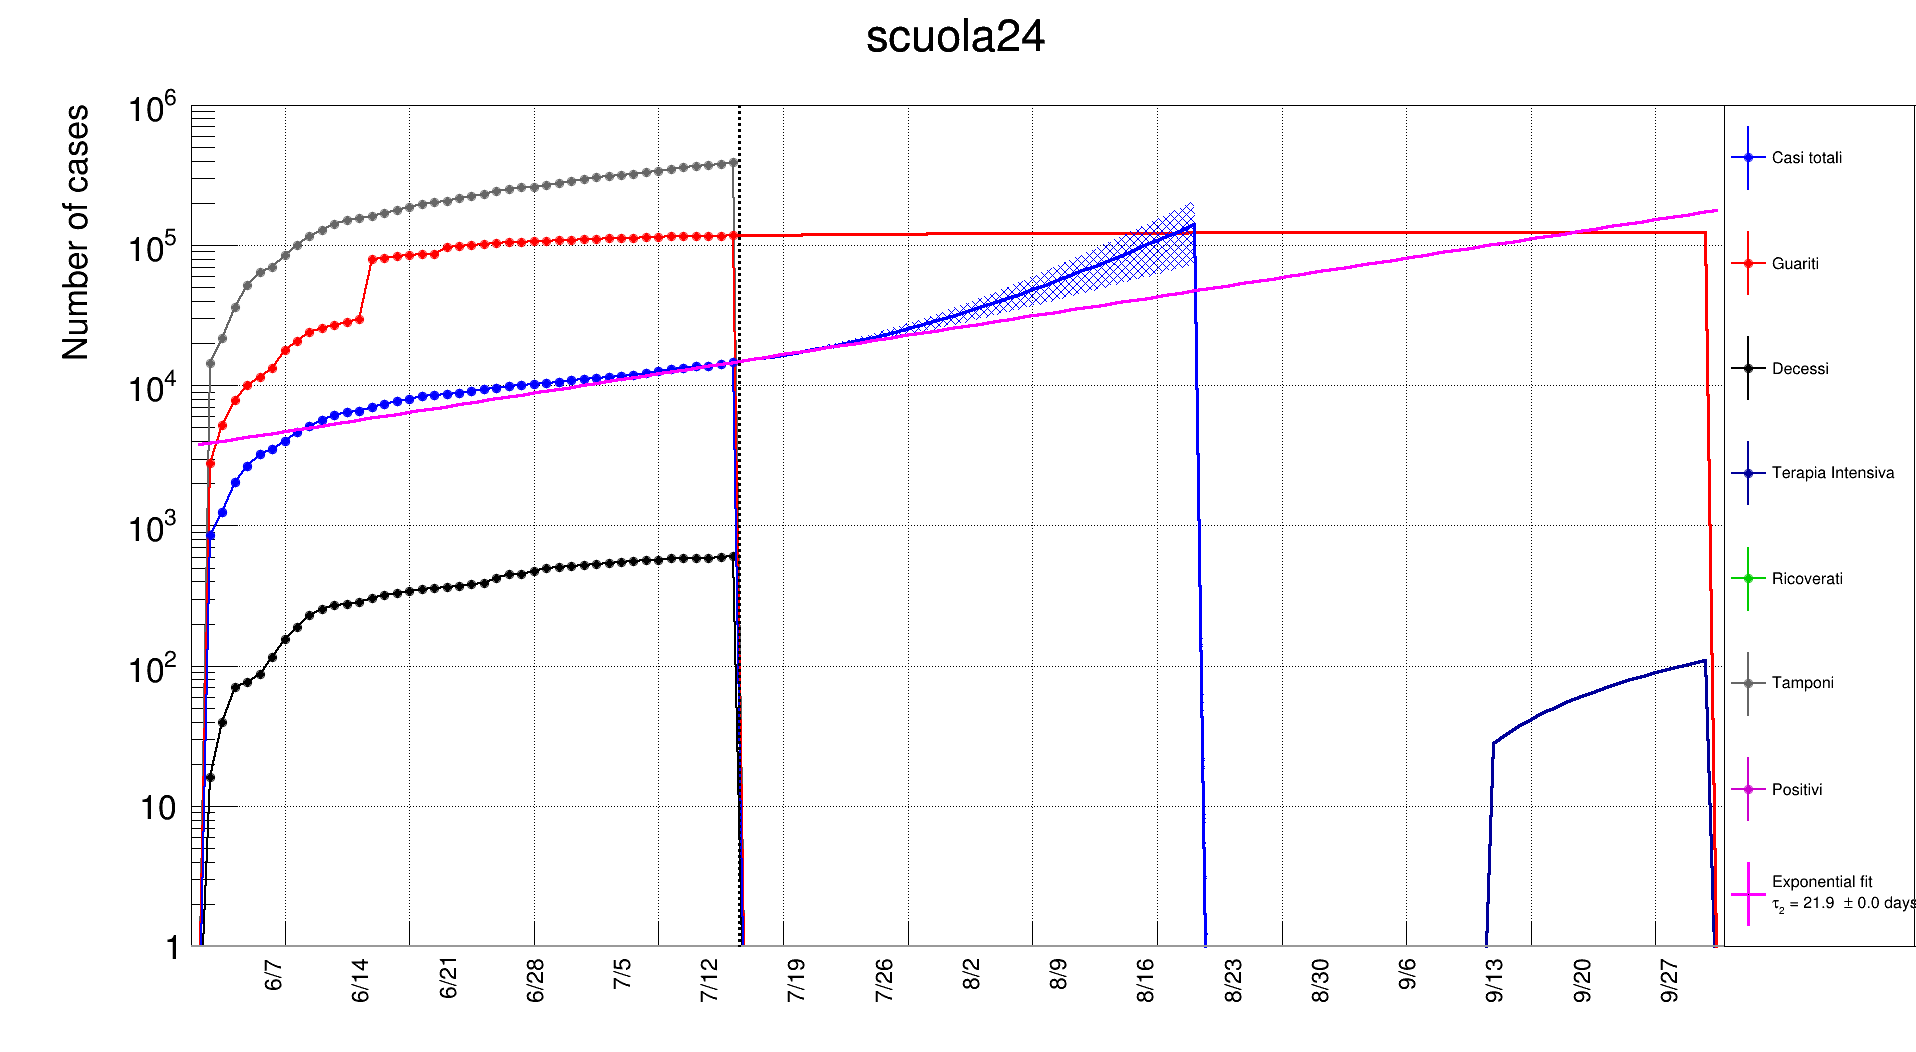 scuola24
Number of cases
10^6
10^5
10^4
10^3
10^2
10
1
6/7
6/14
6/21
6/28
7/5
7/12
7/19
7/26
8/2
8/9
8/16
8/23
8/30
9/6
9/13
9/20
9/27
Casi totali
Guariti
Decessi
Terapia Intensiva
Ricoverati
Tamponi
Positivi
Exponential fit
τ_2 = 21.9 ± 0.0 days